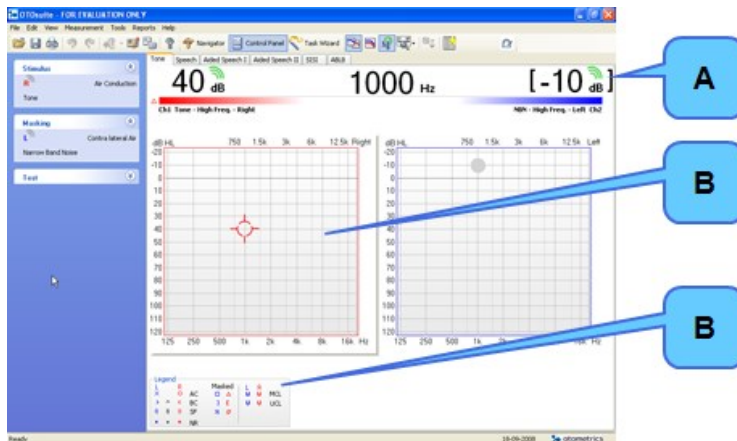 OTOsuite - FOR EVALUATION ONLY
File Edit View Measurement Tools Reports Help
Navigator Control Panel Task Wizard
Tone Speech Aided Speech I Aided Speech II SISI ABLB
Stimulus
R Air Conduction
Tone
Masking
L Contra lateral Air
Narrow Band Noise
Test
40 dB 1000 Hz [-10 dB]
Ch1 Tone - High Freq. - Right NBN - High Freq. - Left Ch2
dB HL 750 1.5k 3k 6k 12.5k Right
-20
-10
0
10
20
30
40
50
60
70
80
90
100
110
120
125 250 500 1k 2k 4k 8k 16k Hz
dB HL 750 1.5k 3k 6k 12.5k Left
-20
-10
0
10
20
30
40
50
60
70
80
90
100
110
120
125 250 500 1k 16k Hz
Legend
Masked
AC
BC
SF
NR
MCL
UCL
Ready 18-09-2008 otometrics
A
B
B